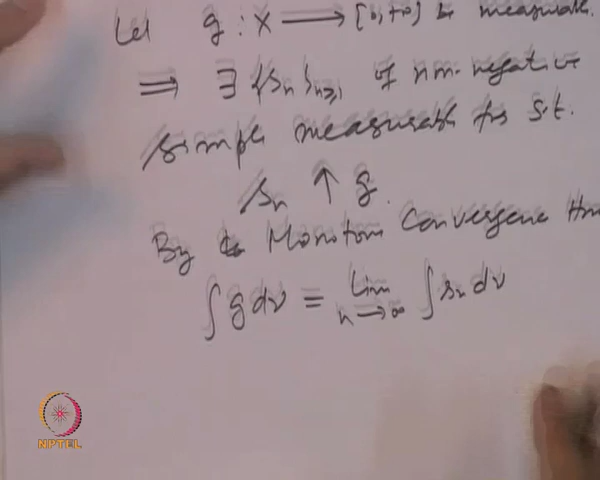 Let g : X ⟶ [0, +∞] be measurable.
⟹ ∃ {sₙ}ₙ≥₁ of non-negative
simple measurable fns s.t.
sₙ ↑ g.
By Monotone Convergence Thm
∫ g dν = lim n→∞ ∫ sₙ dν
NPTEL